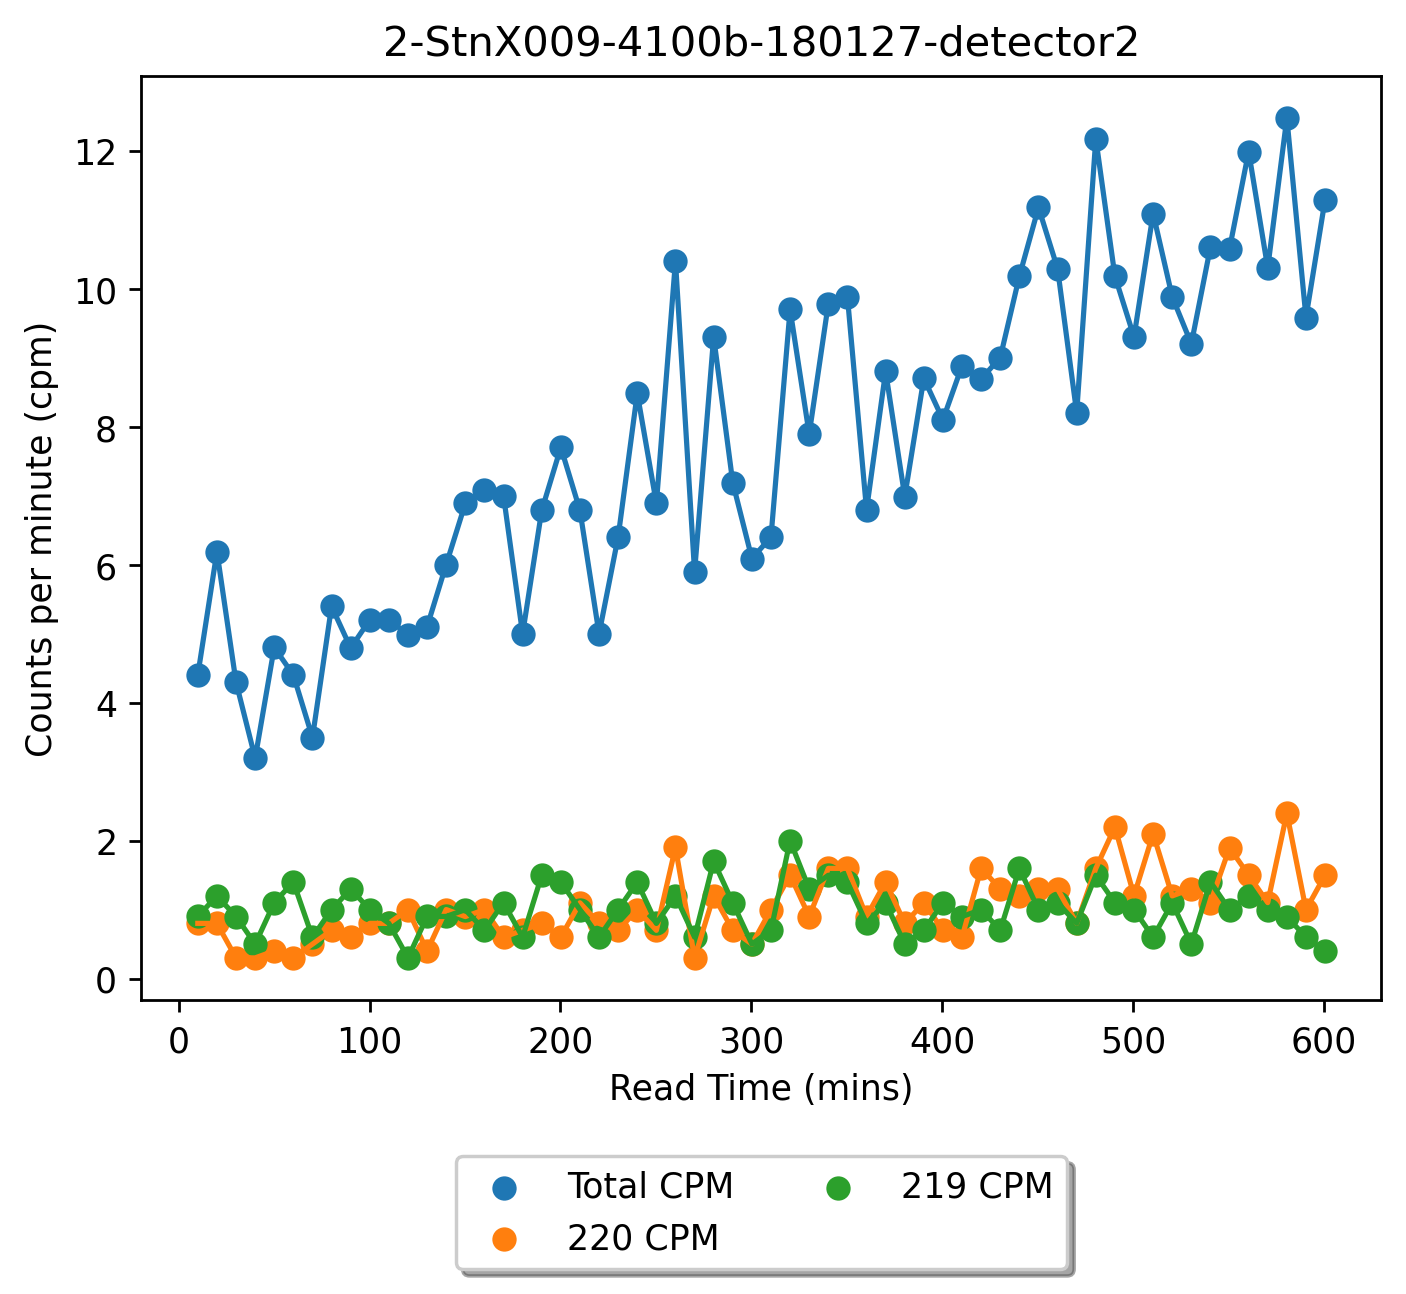 2-StnX009-4100b-180127-detector2
Counts per minute (cpm)
12
10
8
6
4
2
0
0 100 200 300 400 500 600
Read Time (mins)
Total CPM 219 CPM
220 CPM